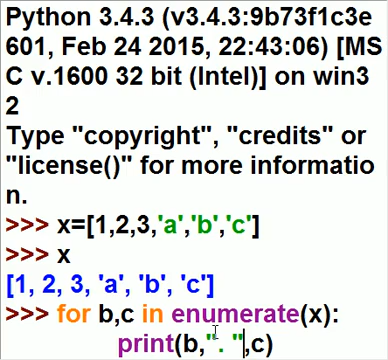 Python 3.4.3 (v3.4.3:9b73f1c3e
601, Feb 24 2015, 22:43:06) [MS
C v.1600 32 bit (Intel)] on win3
2
Type "copyright", "credits" or
"license()" for more informatio
n.
>>> x=[1,2,3,'a','b','c']
>>> x
[1, 2, 3, 'a', 'b', 'c']
>>> for b,c in enumerate(x):
print(b,". ",c)